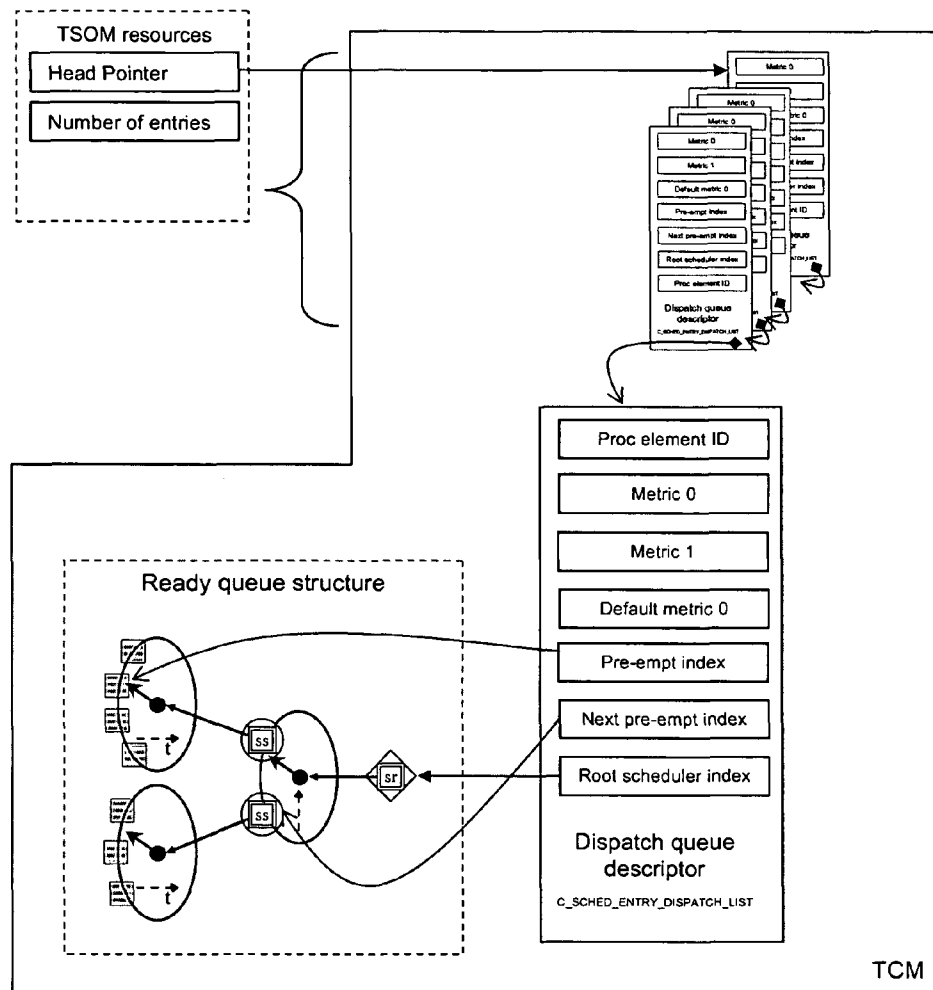 TSOM resources
Head Pointer
Number of entries
Metric 0
Metric 0
Metric 0
Metric 0
Metric 1
Default metric 0
Pre-empt index
Next pre-empt index
Root scheduler index
Proc element ID
Dispatch queue
descriptor
C_SCHED_ENTRY_DISPATCH_LIST
Proc element ID
Metric 0
Metric 1
Default metric 0
Pre-empt index
Next pre-empt index
Root scheduler index
Dispatch queue
descriptor
C_SCHED_ENTRY_DISPATCH_LIST
Ready queue structure
t
ss
sr
ss
t
TCM